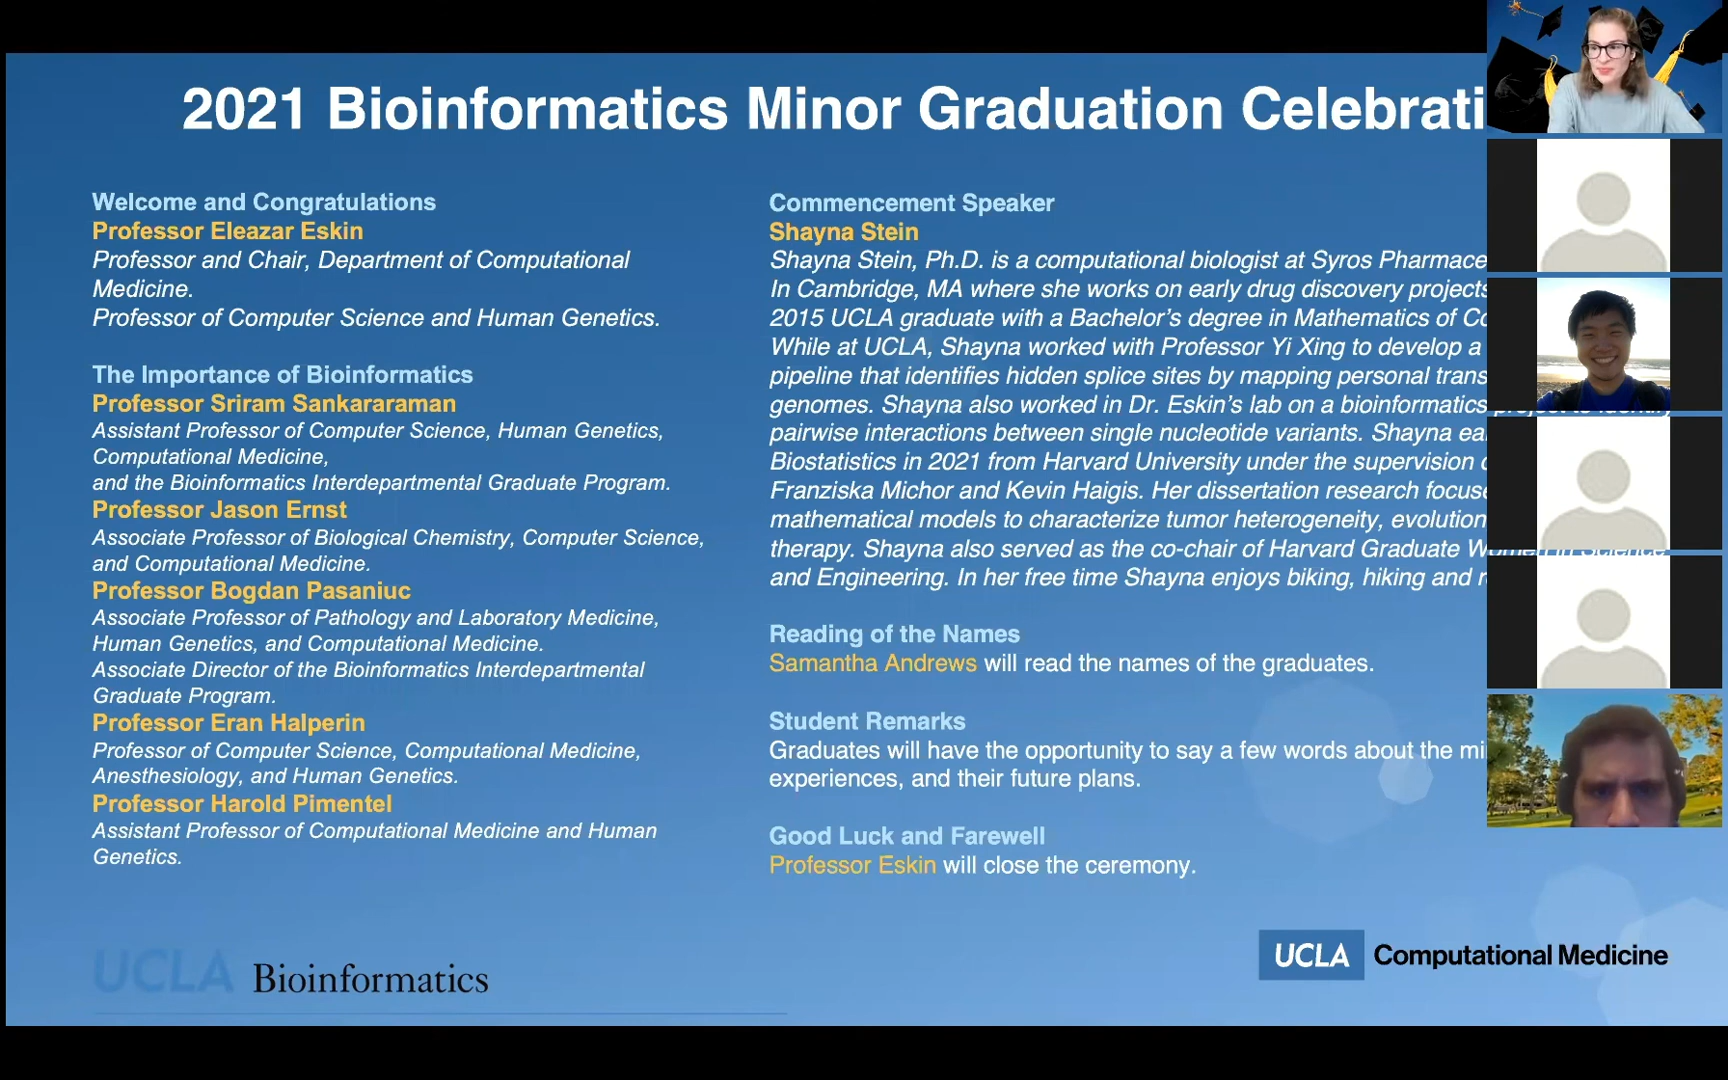 2021 Bioinformatics Minor Graduation Celebrati
Welcome and Congratulations
Professor Eleazar Eskin
Professor and Chair, Department of Computational
Medicine.
Professor of Computer Science and Human Genetics.
The Importance of Bioinformatics
Professor Sriram Sankararaman
Assistant Professor of Computer Science, Human Genetics,
Computational Medicine,
and the Bioinformatics Interdepartmental Graduate Program.
Professor Jason Ernst
Associate Professor of Biological Chemistry, Computer Science,
and Computational Medicine.
Professor Bogdan Pasaniuc
Associate Professor of Pathology and Laboratory Medicine,
Human Genetics, and Computational Medicine.
Associate Director of the Bioinformatics Interdepartmental
Graduate Program.
Professor Eran Halperin
Professor of Computer Science, Computational Medicine,
Anesthesiology, and Human Genetics.
Professor Harold Pimentel
Assistant Professor of Computational Medicine and Human
Genetics.
Commencement Speaker
Shayna Stein
Shayna Stein, Ph.D. is a computational biologist at Syros Pharmace
In Cambridge, MA where she works on early drug discovery projects
2015 UCLA graduate with a Bachelor's degree in Mathematics of Co
While at UCLA, Shayna worked with Professor Yi Xing to develop a
pipeline that identifies hidden splice sites by mapping personal trans
genomes. Shayna also worked in Dr. Eskin's lab on a bioinformatics project to identify
pairwise interactions between single nucleotide variants. Shayna ea
Biostatistics in 2021 from Harvard University under the supervision
Franziska Michor and Kevin Haigis. Her dissertation research focuse
mathematical models to characterize tumor heterogeneity, evolution
therapy. Shayna also served as the co-chair of Harvard Graduate Women in Science
and Engineering. In her free time Shayna enjoys biking, hiking and
Reading of the Names
Samantha Andrews will read the names of the graduates.
Student Remarks
Graduates will have the opportunity to say a few words about the mi
experiences, and their future plans.
Good Luck and Farewell
Professor Eskin will close the ceremony.
UCLA Bioinformatics
UCLA Computational Medicine